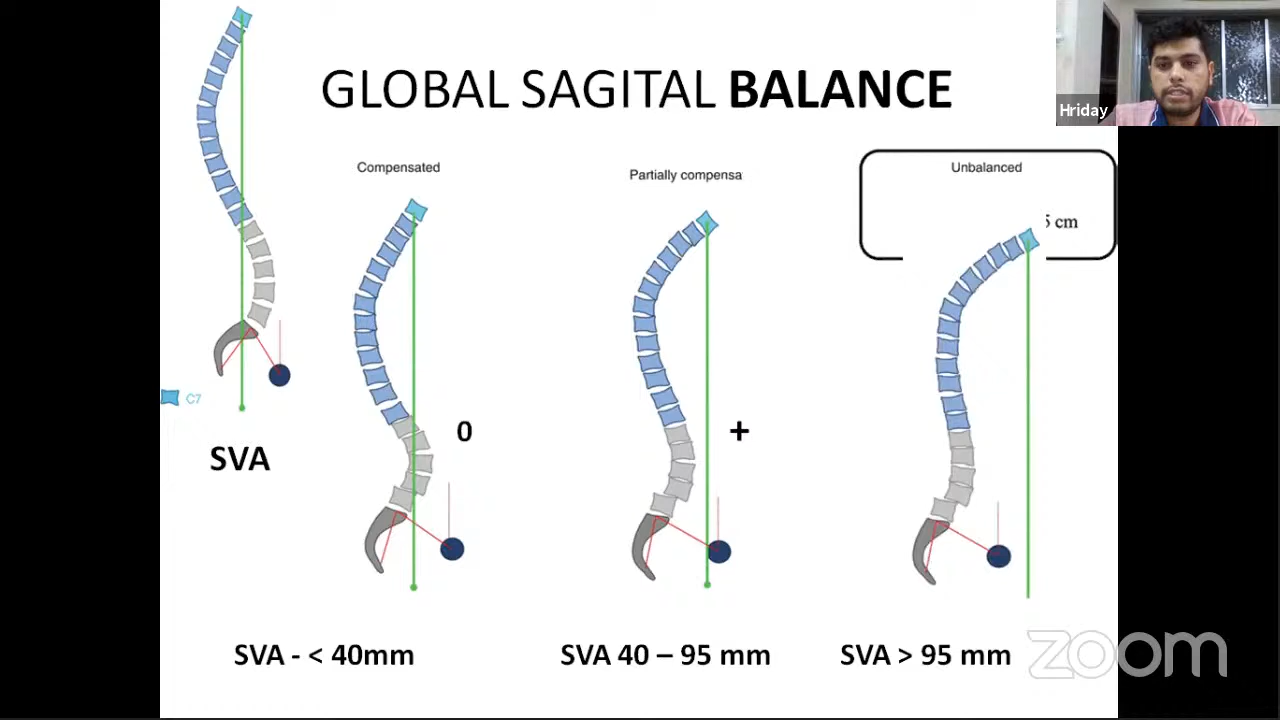 GLOBAL SAGITAL BALANCE
Hriday
Compensated
Partially compensa
Unbalanced
5 cm
C7
0
+
SVA
SVA - < 40mm
SVA 40 – 95 mm
SVA > 95 mm
zoom